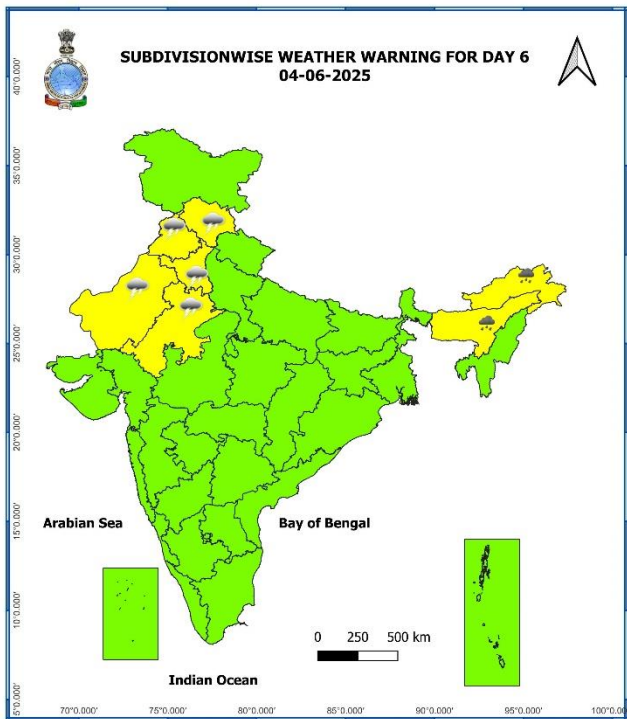 SUBDIVISIONWISE WEATHER WARNING FOR DAY 6
04-06-2025
40°0.000'
35°0.000'
30°0.000'
25°0.000'
20°0.000'
15°0.000'
10°0.000'
5°0.000'
Arabian Sea
Bay of Bengal
0 250 500 km
Indian Ocean
70°0.000' 75°0.000' 80°0.000' 85°0.000' 90°0.000' 95°0.000' 100°0.000'